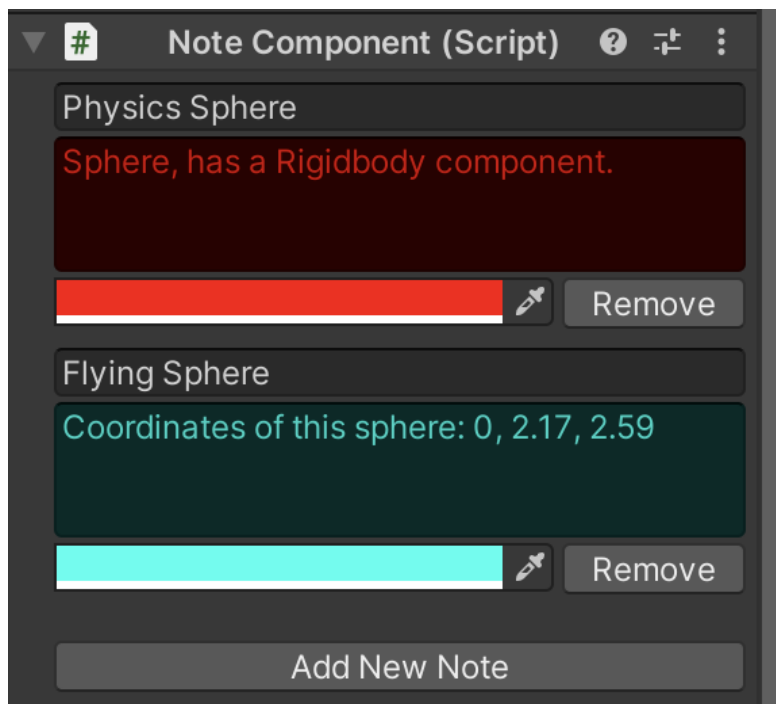 Note Component (Script)
Physics Sphere
Sphere, has a Rigidbody component.
Remove
Flying Sphere
Coordinates of this sphere: 0, 2.17, 2.59
Remove
Add New Note